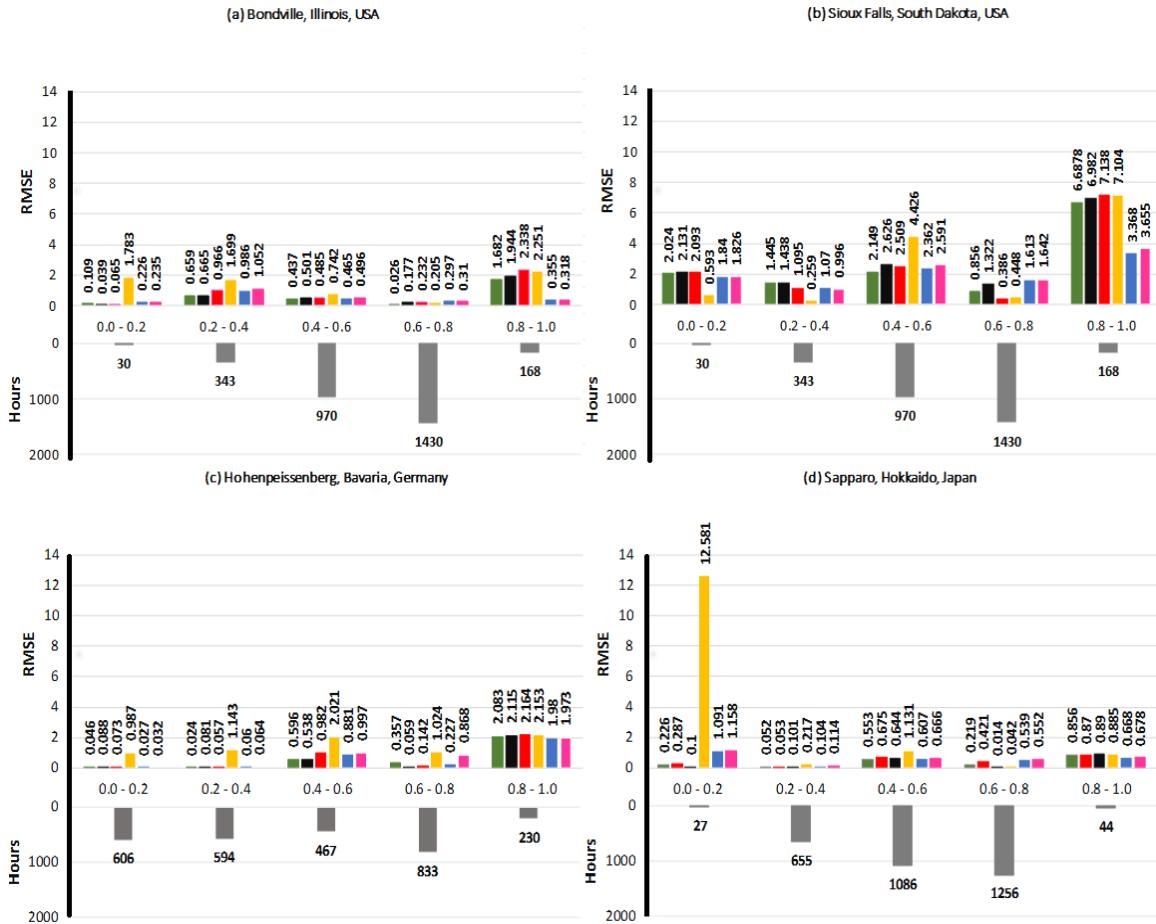 (a) Bondville, Illinois, USA
14
12
10
8
6
4
2
0
RMSE
0.109 0.039 0.065 1.783 0.226 0.235
0.659 0.665 0.966 1.699 0.986 1.052
0.437 0.501 0.485 0.742 0.465 0.496
0.026 0.177 0.232 0.205 0.297 0.31
1.682 1.944 2.338 2.251 0.355 0.318
0.0 - 0.2 0.2 - 0.4 0.4 - 0.6 0.6 - 0.8 0.8 - 1.0
0
1000
2000
Hours
30 343 970 1430 168
(b) Sioux Falls, South Dakota, USA
14
12
10
8
6
4
2
0
RMSE
2.024 2.131 2.093 0.593 1.84 1.826
1.445 1.438 1.095 0.259 1.07 0.996
2.149 2.626 2.509 4.426 2.362 2.591
0.856 1.322 0.386 0.448 1.613 1.642
6.6878 6.982 7.138 7.104 3.368 3.655
0.0 - 0.2 0.2 - 0.4 0.4 - 0.6 0.6 - 0.8 0.8 - 1.0
0
1000
2000
Hours
30 343 970 1430 168
(c) Hohenpeissenberg, Bavaria, Germany
14
12
10
8
6
4
2
0
RMSE
0.046 0.088 0.073 0.987 0.027 0.032
0.024 0.081 0.057 1.143 0.06 0.064
0.596 0.538 0.982 2.021 0.881 0.997
0.357 0.059 0.142 1.024 0.227 0.868
2.083 2.115 2.164 2.153 1.98 1.973
0.0 - 0.2 0.2 - 0.4 0.4 - 0.6 0.6 - 0.8 0.8 - 1.0
0
1000
2000
Hours
606 594 467 833 230
(d) Sapparo, Hokkaido, Japan
14
12
10
8
6
4
2
0
RMSE
0.226 0.287 0.1 12.581 1.091 1.158
0.052 0.053 0.101 0.217 0.104 0.114
0.553 0.675 0.644 1.131 0.607 0.666
0.219 0.421 0.014 0.042 0.539 0.552
0.856 0.87 0.89 0.885 0.668 0.678
0.0 - 0.2 0.2 - 0.4 0.4 - 0.6 0.6 - 0.8 0.8 - 1.0
0
1000
2000
Hours
27 655 1086 1256 44